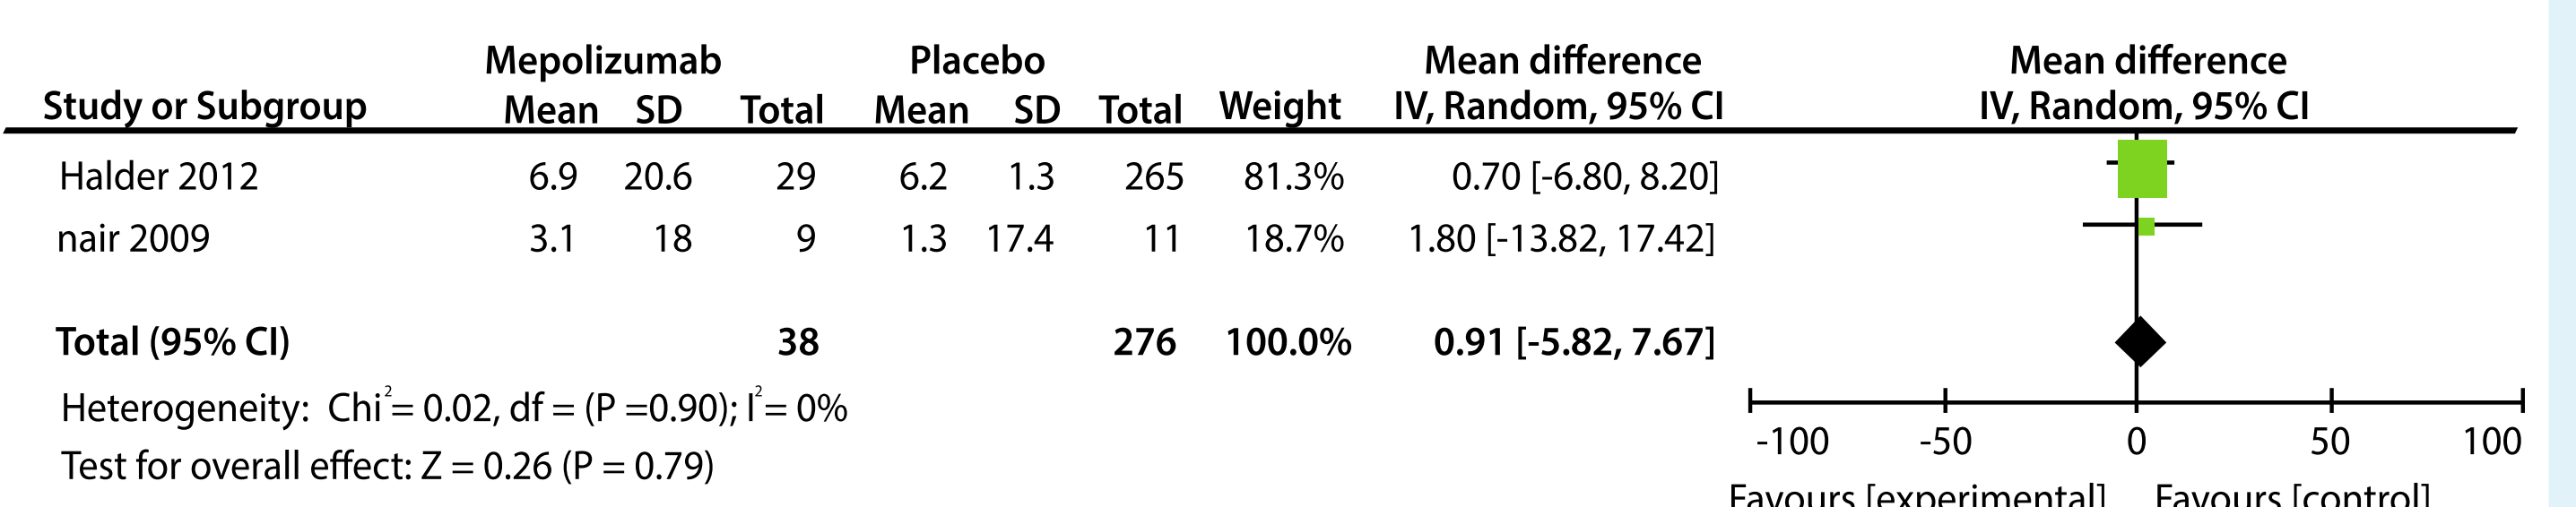 Mepolizumab Placebo Mean difference Mean difference
Study or Subgroup Mean SD Total Mean SD Total Weight IV, Random, 95% CI IV, Random, 95% CI
Halder 2012 6.9 20.6 29 6.2 1.3 265 81.3% 0.70 [-6.80, 8.20]
nair 2009 3.1 18 9 1.3 17.4 11 18.7% 1.80 [-13.82, 17.42]
Total (95% CI) 38 276 100.0% 0.91 [-5.82, 7.67]
Heterogeneity: Chi²= 0.02, df = (P =0.90); I²= 0%
Test for overall effect: Z = 0.26 (P = 0.79)
-100 -50 0 50 100
Favours [experimental] Favours [control]